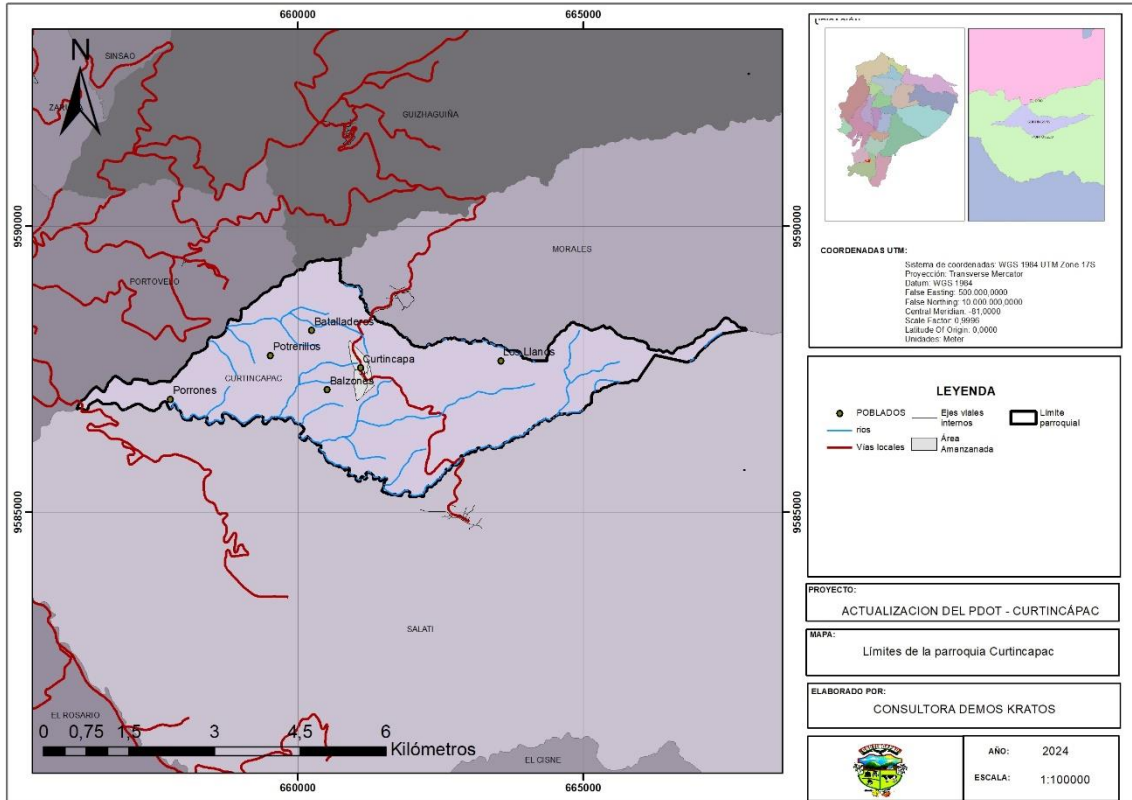 660000
665000
N
SINSAO
GUIZHAGUIÑA
9590000
9590000
MORALES
PORTOVELO
Batalladeros
Potrerillos
Curtincapa
Los Llanos
CURTINCAPAC
Balzones
Porrones
9585000
9585000
SALATI
EL ROSARIO
0 0,75 1,5 3 4,5 6
Kilómetros
EL CISNE
660000
665000
UBICACIÓN
COORDENADAS UTM:
Sistema de coordenadas: WGS 1984 UTM Zone 17S
Proyección: Transverse Mercator
Datum: WGS 1984
False Easting: 500.000,0000
False Northing: 10.000.000,0000
Central Meridian: -81,0000
Scale Factor: 0,9996
Latitude Of Origin: 0,0000
Unidades: Meter
LEYENDA
POBLADOS
rios
Vías locales
Ejes viales
internos
Área
Amanzanada
Límite
parroquial
PROYECTO:
ACTUALIZACION DEL PDOT - CURTINCÁPAC
MAPA:
Límites de la parroquia Curtincapac
ELABORADO POR:
CONSULTORA DEMOS KRATOS
AÑO: 2024
ESCALA: 1:100000